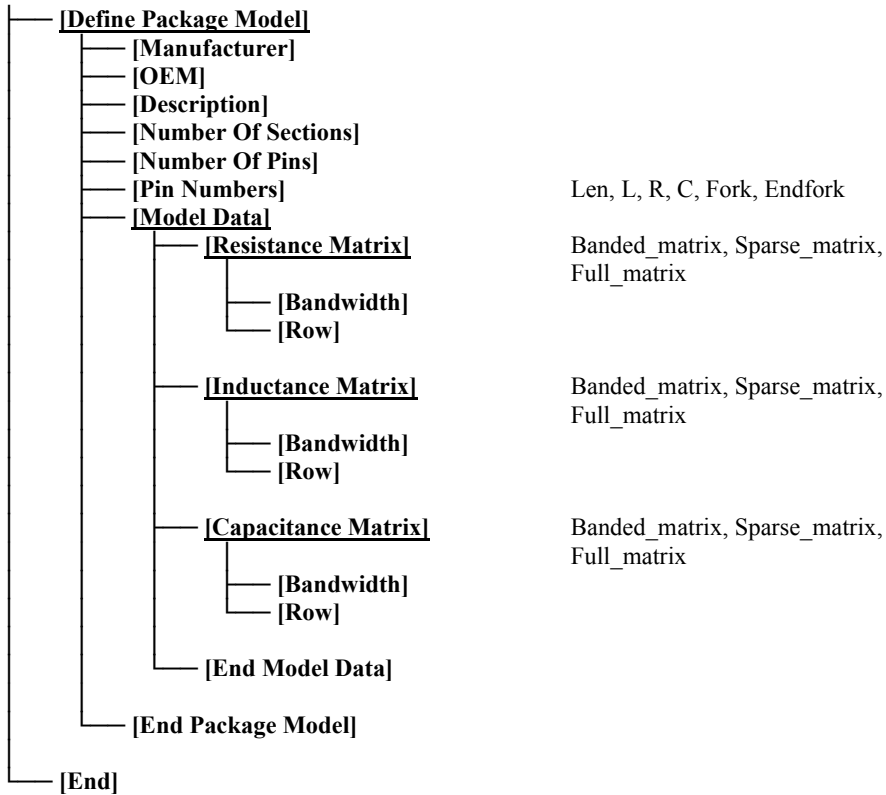 [Define Package Model]
[Manufacturer]
[OEM]
[Description]
[Number Of Sections]
[Number Of Pins]
[Pin Numbers] Len, L, R, C, Fork, Endfork
[Model Data]
[Resistance Matrix] Banded_matrix, Sparse_matrix,
Full_matrix
[Bandwidth]
[Row]
[Inductance Matrix] Banded_matrix, Sparse_matrix,
Full_matrix
[Bandwidth]
[Row]
[Capacitance Matrix] Banded_matrix, Sparse_matrix,
Full_matrix
[Bandwidth]
[Row]
[End Model Data]
[End Package Model]
[End]